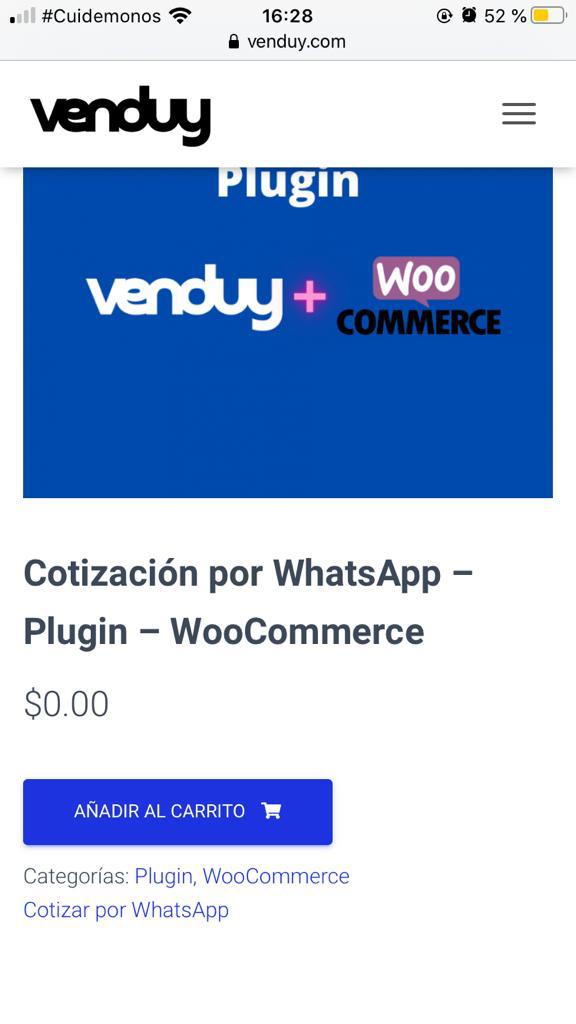 #Cuidemonos 16:28 52 %
venduy.com
venduy
Plugin
venduy + Woo
COMMERCE
Cotización por WhatsApp –
Plugin – WooCommerce
$0.00
AÑADIR AL CARRITO
Categorías: Plugin, WooCommerce
Cotizar por WhatsApp